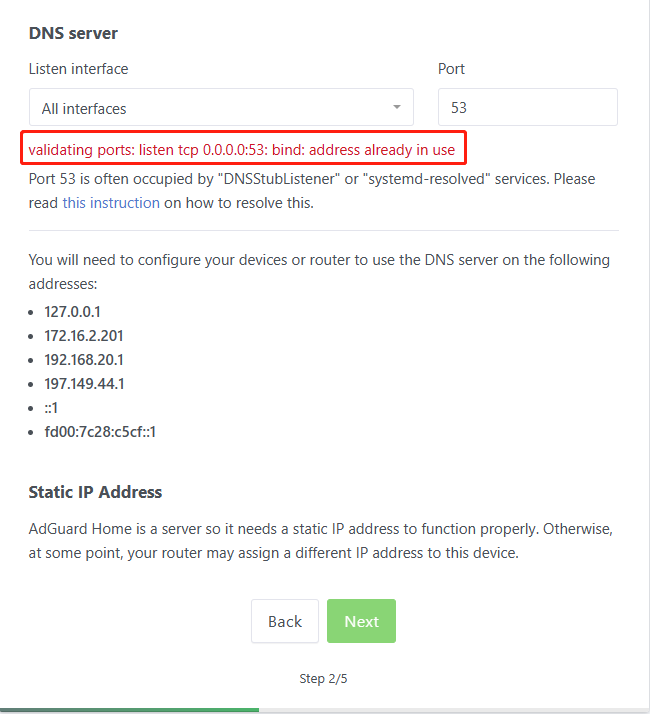 DNS server
Listen interface
Port
All interfaces
53
validating ports: listen tcp 0.0.0.0:53: bind: address already in use
Port 53 is often occupied by "DNSStubListener" or "systemd-resolved" services. Please
read this instruction on how to resolve this.
You will need to configure your devices or router to use the DNS server on the following
addresses:
127.0.0.1
172.16.2.201
192.168.20.1
197.149.44.1
::1
fd00:7c28:c5cf::1
Static IP Address
AdGuard Home is a server so it needs a static IP address to function properly. Otherwise,
at some point, your router may assign a different IP address to this device.
Back
Next
Step 2/5